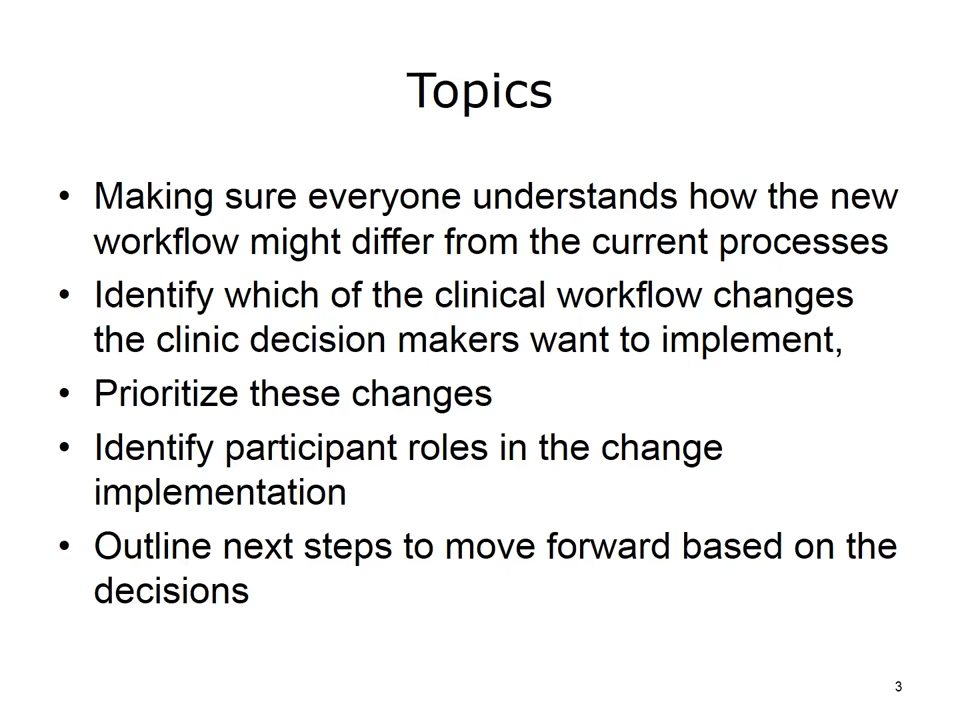 Topics
• Making sure everyone understands how the new
workflow might differ from the current processes
• Identify which of the clinical workflow changes
the clinic decision makers want to implement,
• Prioritize these changes
• Identify participant roles in the change
implementation
• Outline next steps to move forward based on the
decisions
3